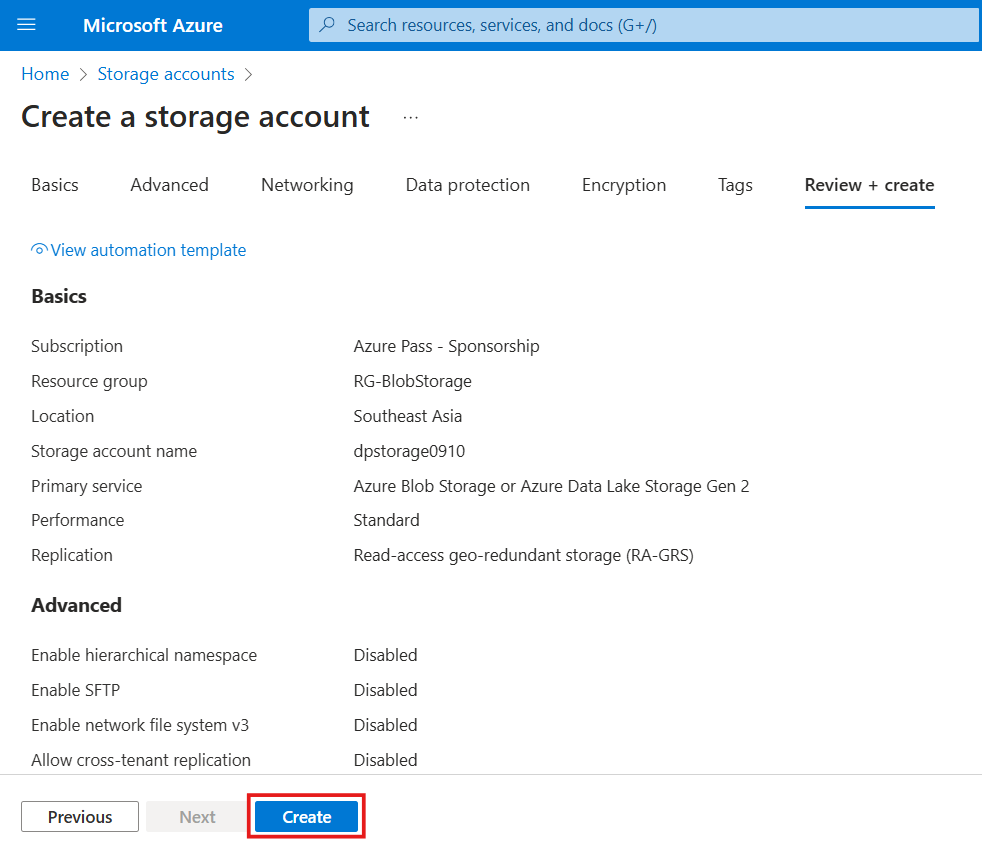 Microsoft Azure Search resources, services, and docs (G+/)
Home > Storage accounts >
Create a storage account ...
Basics Advanced Networking Data protection Encryption Tags Review + create
View automation template
Basics
Subscription Azure Pass - Sponsorship
Resource group RG-BlobStorage
Location Southeast Asia
Storage account name dpstorage0910
Primary service Azure Blob Storage or Azure Data Lake Storage Gen 2
Performance Standard
Replication Read-access geo-redundant storage (RA-GRS)
Advanced
Enable hierarchical namespace Disabled
Enable SFTP Disabled
Enable network file system v3 Disabled
Allow cross-tenant replication Disabled
Previous Next Create